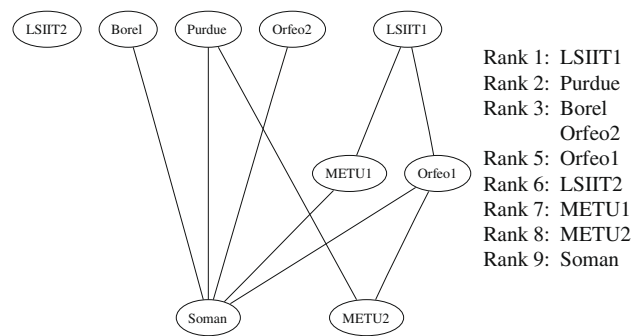 LSIIT2 Borel Purdue Orfeo2 LSIIT1
METU1 Orfeo1
Soman METU2
Rank 1: LSIIT1
Rank 2: Purdue
Rank 3: Borel
Orfeo2
Rank 5: Orfeo1
Rank 6: LSIIT2
Rank 7: METU1
Rank 8: METU2
Rank 9: Soman